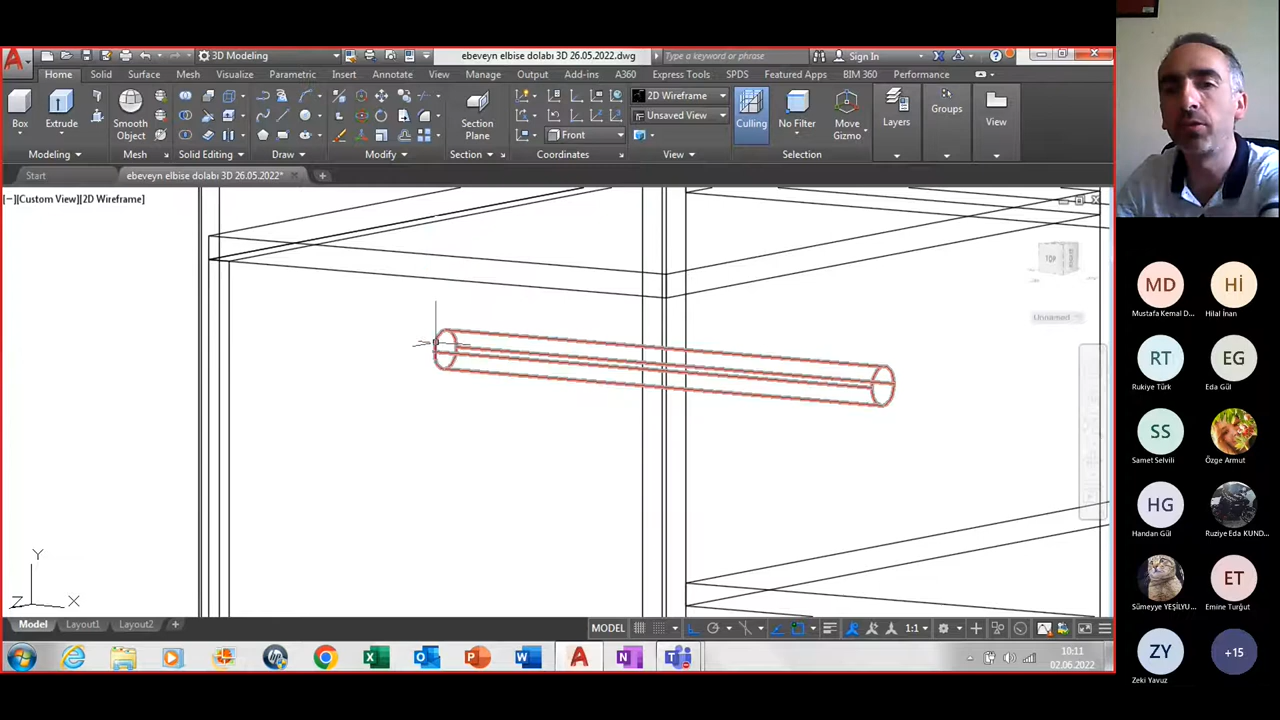 3D Modeling
ebeveyn elbise dolabı 3D 26.05.2022.dwg
Type a keyword or phrase
Sign In
Home Solid Surface Mesh Visualize Parametric Insert Annotate View Manage Output Add-ins A360 Express Tools SPDS Featured Apps BIM 360 Performance
Box
Extrude
Smooth
Object
Section
Plane
2D Wireframe
Unsaved View
Front
Culling
No Filter
Move
Gizmo
Layers
Groups
View
Modeling
Mesh
Solid Editing
Draw
Modify
Section
Coordinates
View
Selection
Start
ebeveyn elbise dolabı 3D 26.05.2022*
[−][Custom View][2D Wireframe]
TOP
Unnamed
Y
Z
X
Model
Layout1
Layout2
MODEL
1:1
10:11
02.06.2022
MD
Mustafa Kemal D...
Hİ
Hilal İnan
RT
Rukiye Türk
EG
Eda Gül
SS
Samet Selvili
Özge Armut
HG
Handan Gül
Ruziye Eda KUND...
Sümeyye YEŞİLYU...
ET
Emine Turğut
ZY
Zeki Yavuz
+15